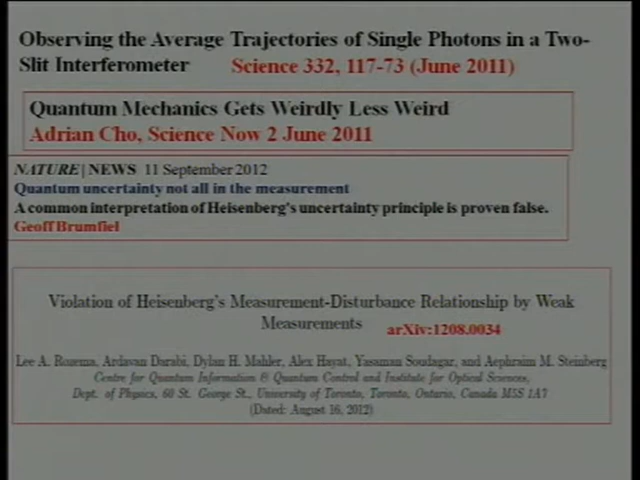 Observing the Average Trajectories of Single Photons in a Two-
Slit Interferometer Science 332, 117-73 (June 2011)
Quantum Mechanics Gets Weirdly Less Weird
Adrian Cho, Science Now 2 June 2011
NATURE | NEWS 11 September 2012
Quantum uncertainty not all in the measurement
A common interpretation of Heisenberg's uncertainty principle is proven false.
Geoff Brumfiel
Violation of Heisenberg's Measurement-Disturbance Relationship by Weak
Measurements arXiv:1208.0034
Lee A. Rozema, Ardavan Darabi, Dylan H. Mahler, Alex Hayat, Yasaman Soudagar, and Aephraim M. Steinberg
Centre for Quantum Information & Quantum Control and Institute for Optical Sciences,
Dept. of Physics, 60 St. George St., University of Toronto, Toronto, Ontario, Canada M5S 1A7
(Dated: August 16, 2012)